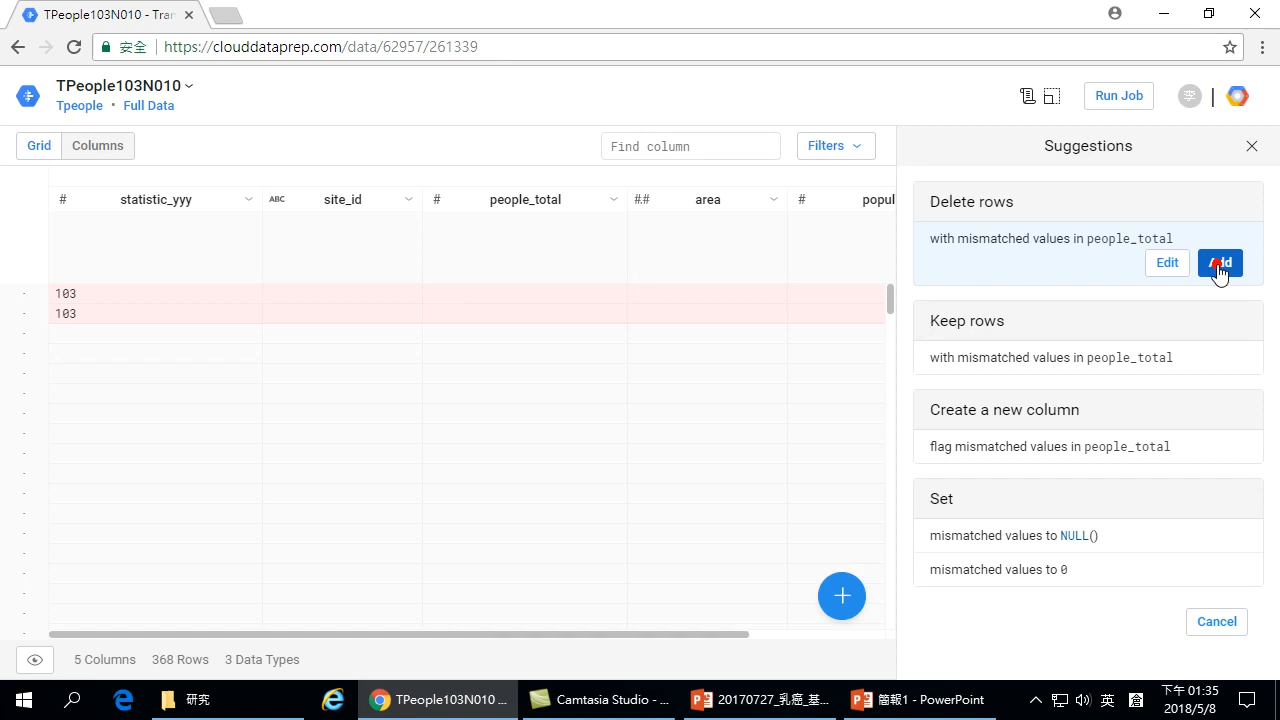 TPeople103N010 - Tran
安全
https://clouddataprep.com/data/62957/261339
TPeople103N010
Tpeople • Full Data
Run Job
李
Grid
Columns
Find column
Filters
Suggestions
# statistic_yyy
ABC site_id
# people_total
#.# area
# popul
103
103
Delete rows
with mismatched values in people_total
Edit
Add
Keep rows
with mismatched values in people_total
Create a new column
flag mismatched values in people_total
Set
mismatched values to NULL()
mismatched values to 0
Cancel
5 Columns
368 Rows
3 Data Types
研究
TPeople103N010 ...
Camtasia Studio - ...
20170727_乳癌_基...
簡報1 - PowerPoint
英
下午 01:35
2018/5/8